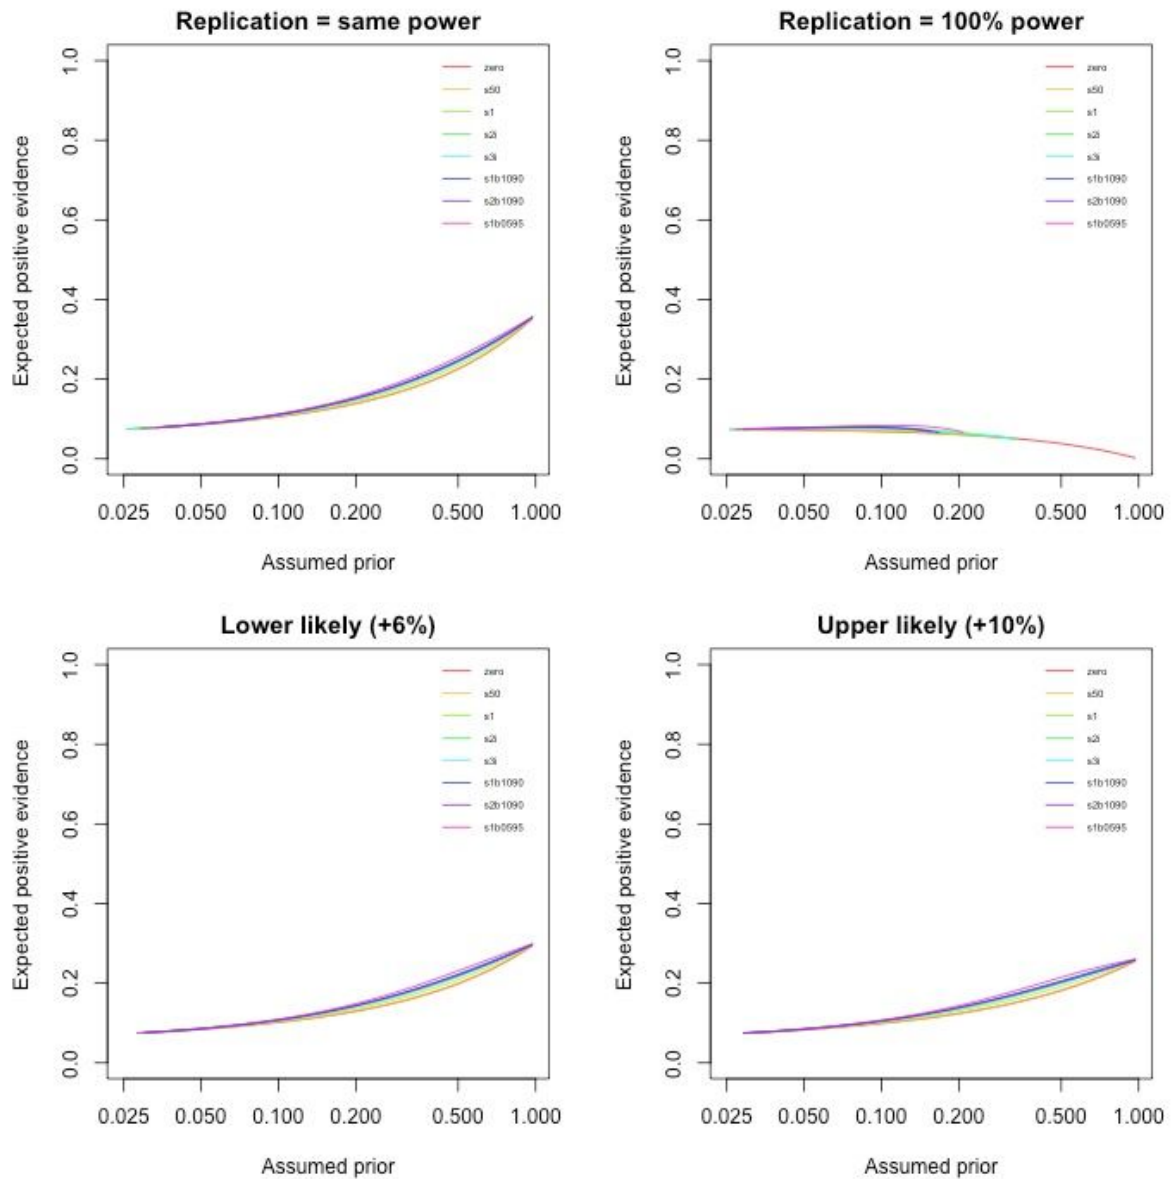 Replication = same power
Expected positive evidence
1.0
0.8
0.6
0.4
0.2
0.0
zero
s50
s1
s2i
s3i
s1b1090
s2b1090
s1b0595
0.025 0.050 0.100 0.200 0.500 1.000
Assumed prior
Replication = 100% power
Expected positive evidence
1.0
0.8
0.6
0.4
0.2
0.0
zero
s50
s1
s2i
s3i
s1b1090
s2b1090
s1b0595
0.025 0.050 0.100 0.200 0.500 1.000
Assumed prior
Lower likely (+6%)
Expected positive evidence
1.0
0.8
0.6
0.4
0.2
0.0
zero
s50
s1
s2i
s3i
s1b1090
s2b1090
s1b0595
0.025 0.050 0.100 0.200 0.500 1.000
Assumed prior
Upper likely (+10%)
Expected positive evidence
1.0
0.8
0.6
0.4
0.2
0.0
zero
s50
s1
s2i
s3i
s1b1090
s2b1090
s1b0595
0.025 0.050 0.100 0.200 0.500 1.000
Assumed prior